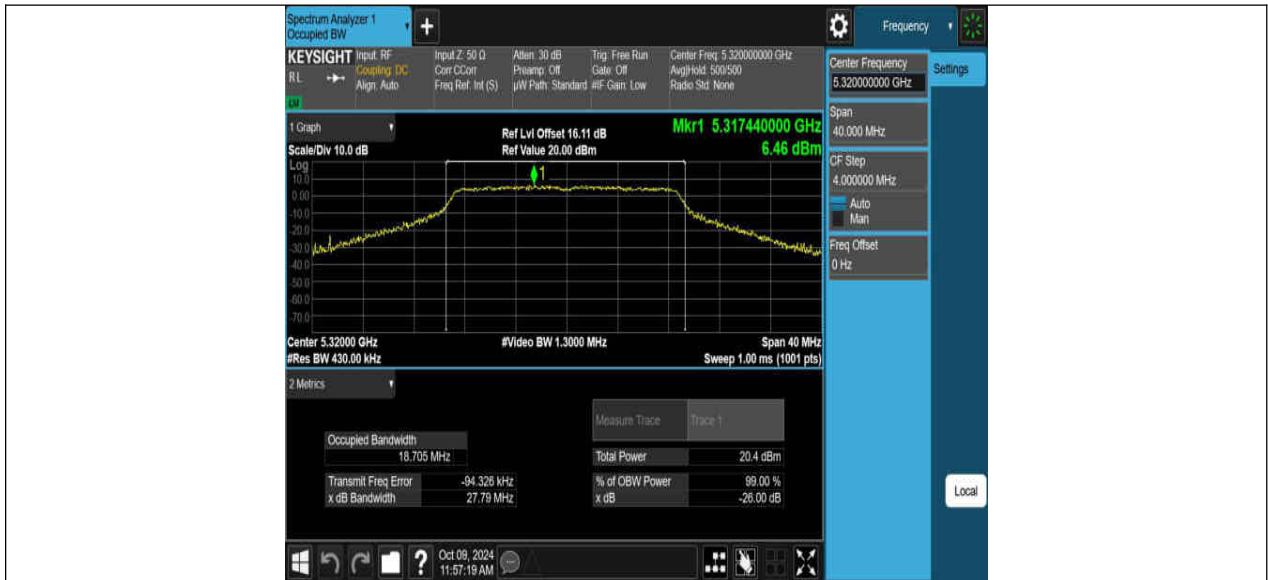 Spectrum Analyzer 1
Occupied BW
+
Frequency
KEYSIGHT
RL
LM
Input: RF
Coupling: DC
Align: Auto
Input Z: 50 Ω
Corr CCorr
Freq Ref: Int (S)
Atten: 30 dB
Preamp: Off
µW Path: Standard
Trig: Free Run
Gate: Off
#IF Gain: Low
Center Freq: 5.320000000 GHz
Avg|Hold: 500/500
Radio Std: None
Center Frequency
5.320000000 GHz
Settings
Span
40.000 MHz
CF Step
4.000000 MHz
Auto
Man
Freq Offset
0 Hz
Local
1 Graph
Scale/Div 10.0 dB
Ref Lvl Offset 16.11 dB
Ref Value 20.00 dBm
Mkr1 5.317440000 GHz
6.46 dBm
Log
10.0
0.00
-10.0
-20.0
-30.0
-40.0
-50.0
-60.0
-70.0
1
Center 5.32000 GHz
#Res BW 430.00 kHz
#Video BW 1.3000 MHz
Span 40 MHz
Sweep 1.00 ms (1001 pts)
2 Metrics
Measure Trace Trace 1
Occupied Bandwidth
18.705 MHz
Total Power 20.4 dBm
Transmit Freq Error -94.326 kHz
% of OBW Power 99.00 %
x dB Bandwidth 27.79 MHz
x dB -26.00 dB
?
Oct 09, 2024
11:57:19 AM